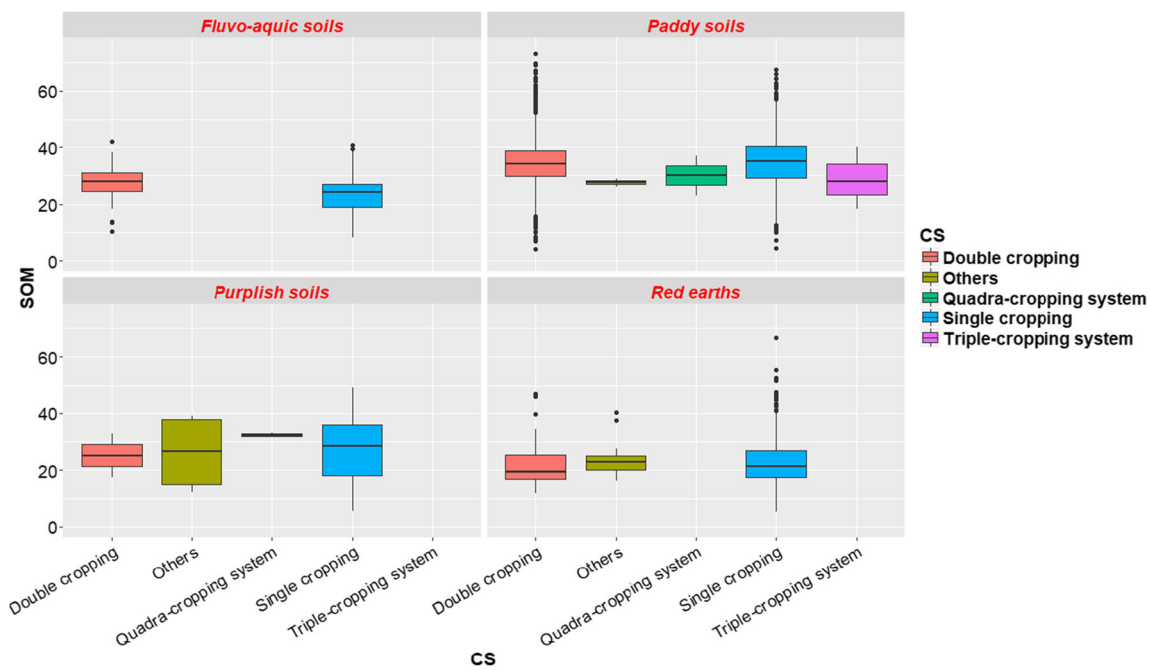 Fluvo-aquic soils
Paddy soils
60
40
20
0
SOM
Purplish soils
Red earths
60
40
20
0
Double cropping
Others
Quadra-cropping system
Single cropping
Triple-cropping system
Double cropping
Others
Quadra-cropping system
Single cropping
Triple-cropping system
CS
CS
Double cropping
Others
Quadra-cropping system
Single cropping
Triple-cropping system